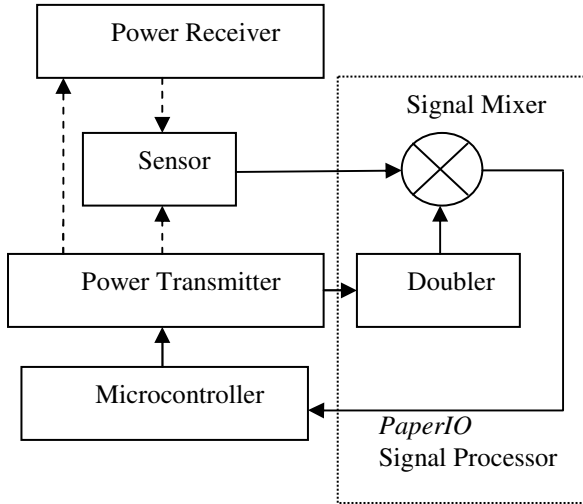 Power Receiver
Signal Mixer
Sensor
Power Transmitter
Doubler
Microcontroller
PaperIO
Signal Processor